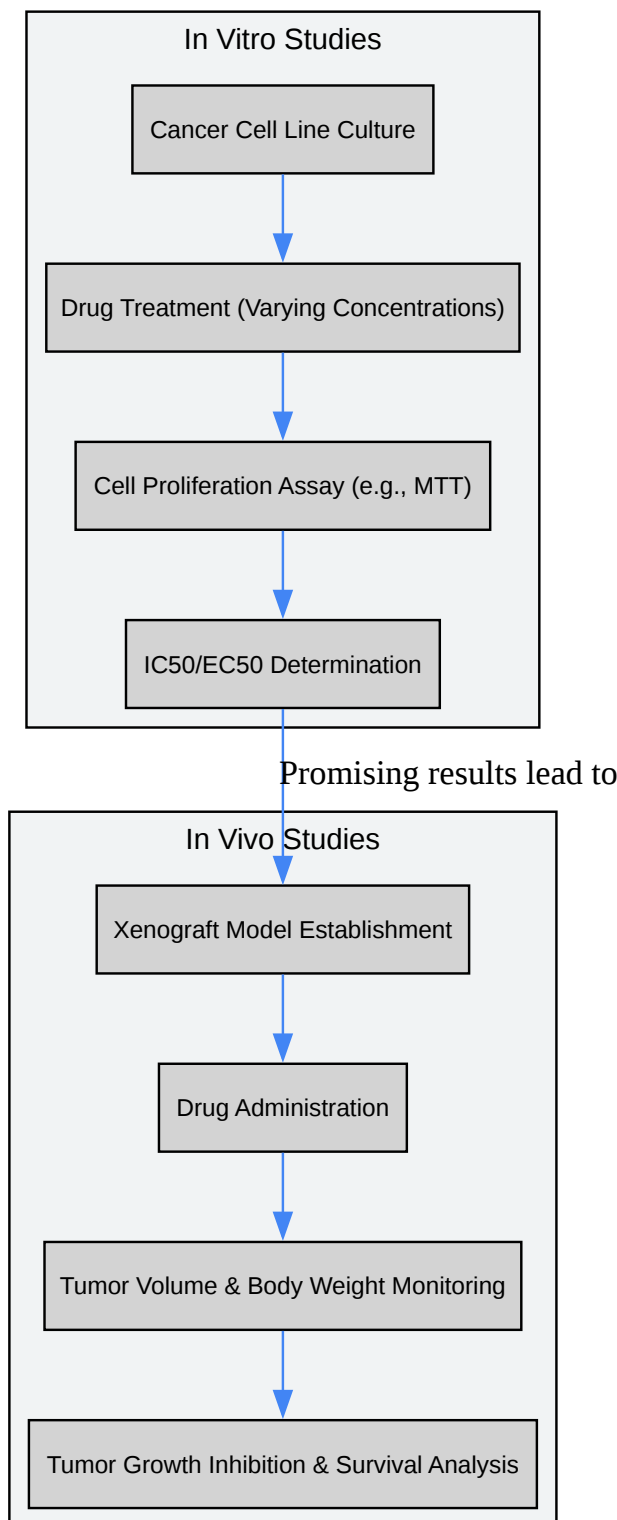 In Vitro Studies
Cancer Cell Line Culture
Drug Treatment (Varying Concentrations)
Cell Proliferation Assay (e.g., MTT)
IC50/EC50 Determination
Promising results lead to
In Vivo Studies
Xenograft Model Establishment
Drug Administration
Tumor Volume & Body Weight Monitoring
Tumor Growth Inhibition & Survival Analysis